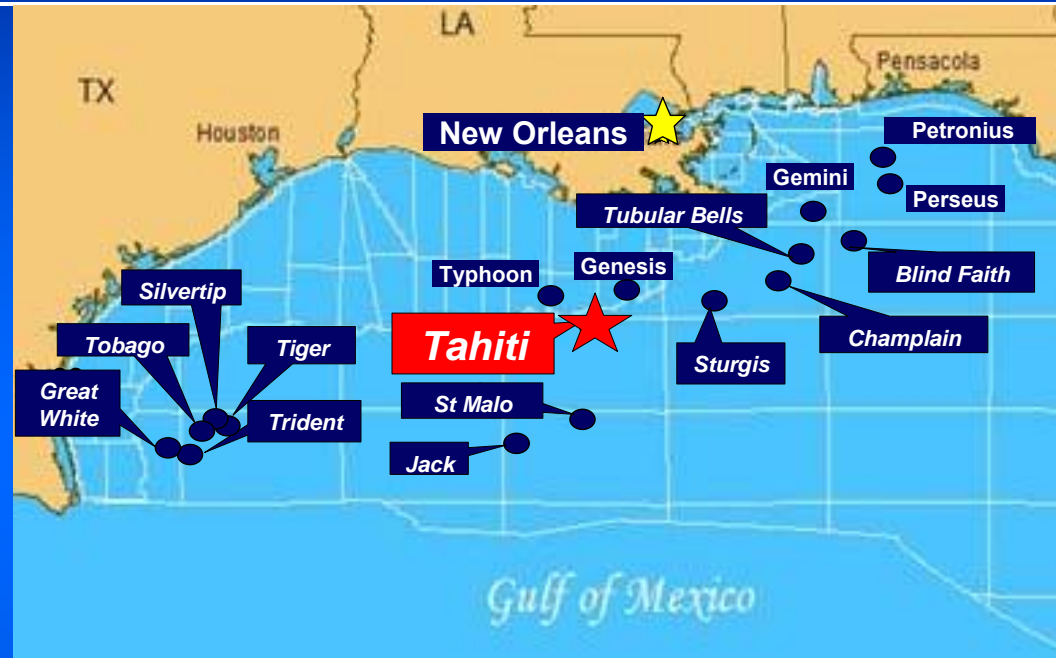 LA
TX
Pensacola
Houston
New Orleans
Petronius
Gemini
Perseus
Tubular Bells
Blind Faith
Typhoon
Genesis
Silvertip
Tobago
Tiger
Tahiti
Champlain
Sturgis
Great
White
Trident
St Malo
Jack
Gulf of Mexico